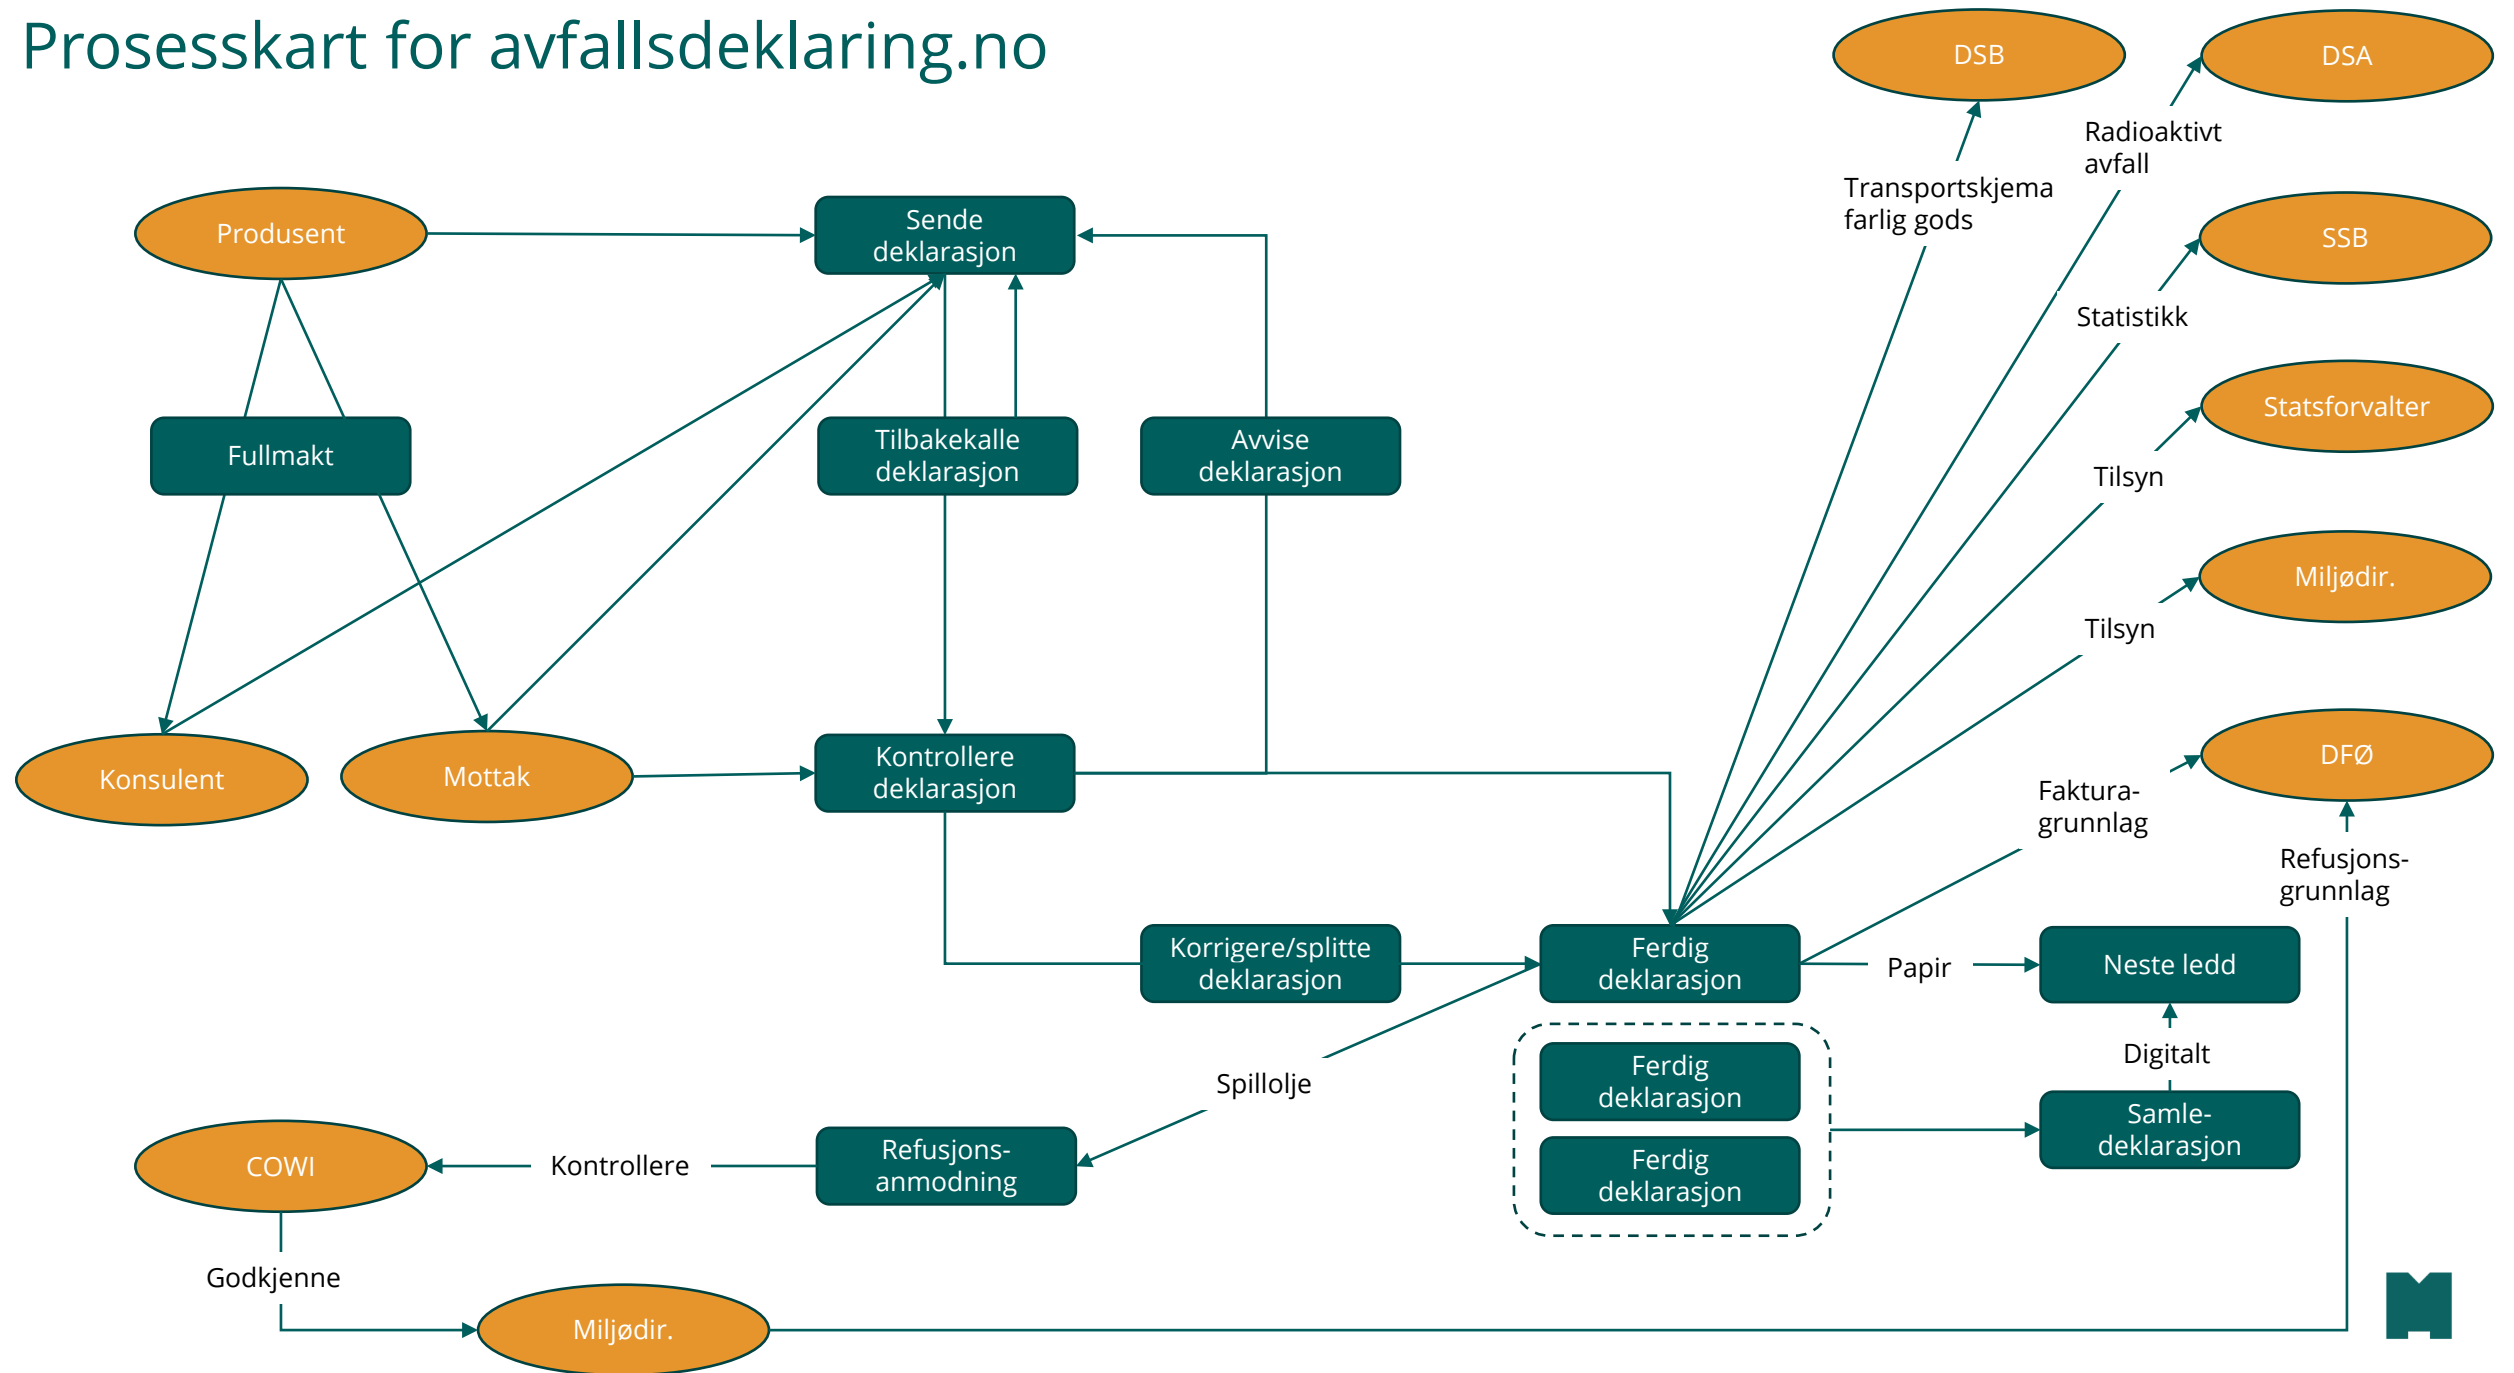 Prosesskart for avfallsdeklaring.no
DSB
DSA
Radioaktivt
avfall
Transportskjema
farlig gods
Produsent
Sende
deklarasjon
SSB
Statistikk
Statsforvalter
Fullmakt
Tilbakekalle
deklarasjon
Avvise
deklarasjon
Tilsyn
Miljødir.
Tilsyn
Konsulent
Mottak
Kontrollere
deklarasjon
DFØ
Faktura-
grunnlag
Refusjons-
grunnlag
Korrigere/splitte
deklarasjon
Ferdig
deklarasjon
Papir
Neste ledd
Digitalt
Spillolje
Ferdig
deklarasjon
Samle-
deklarasjon
Ferdig
deklarasjon
COWI
Kontrollere
Refusjons-
anmodning
Godkjenne
Miljødir.